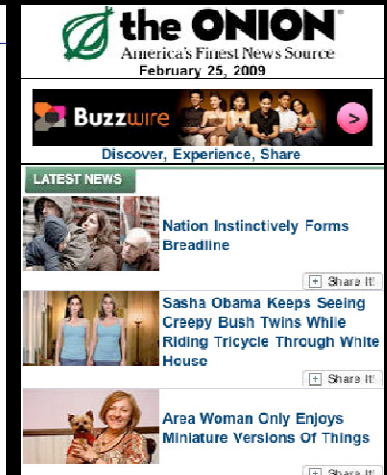 the ONION
America's Finest News Source
February 25, 2009
Buzzwire
>
Discover, Experience, Share
LATEST NEWS
Nation Instinctively Forms
Breadline
+ Share It!
Sasha Obama Keeps Seeing
Creepy Bush Twins While
Riding Tricycle Through White
House
+ Share It!
Area Woman Only Enjoys
Miniature Versions Of Things
+ Share It!